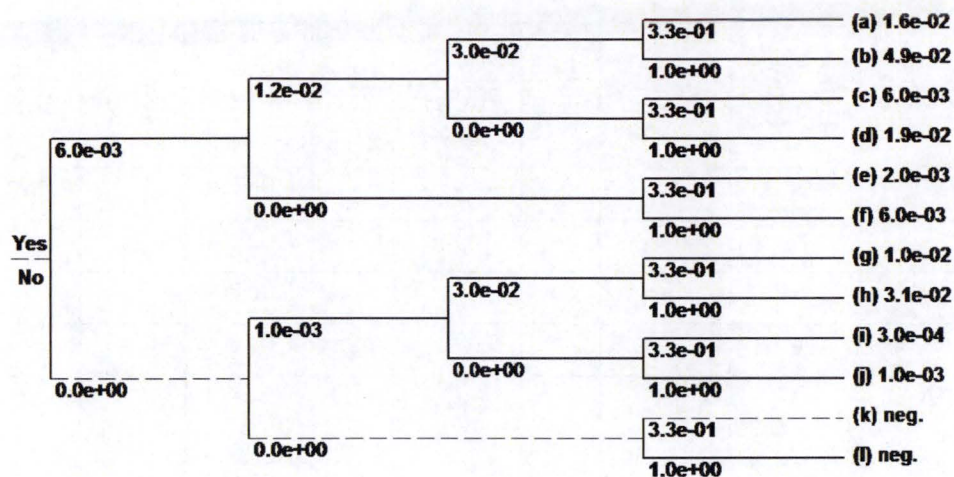 (a) 1.6e-02
3.3e-01
3.0e-02
(b) 4.9e-02
1.0e+00
1.2e-02
(c) 6.0e-03
3.3e-01
0.0e+00
(d) 1.9e-02
1.0e+00
6.0e-03
(e) 2.0e-03
3.3e-01
0.0e+00
(f) 6.0e-03
1.0e+00
Yes
No
(g) 1.0e-02
3.3e-01
3.0e-02
(h) 3.1e-02
1.0e+00
1.0e-03
(i) 3.0e-04
3.3e-01
0.0e+00
(j) 1.0e-03
1.0e+00
0.0e+00
(k) neg.
3.3e-01
0.0e+00
(l) neg.
1.0e+00